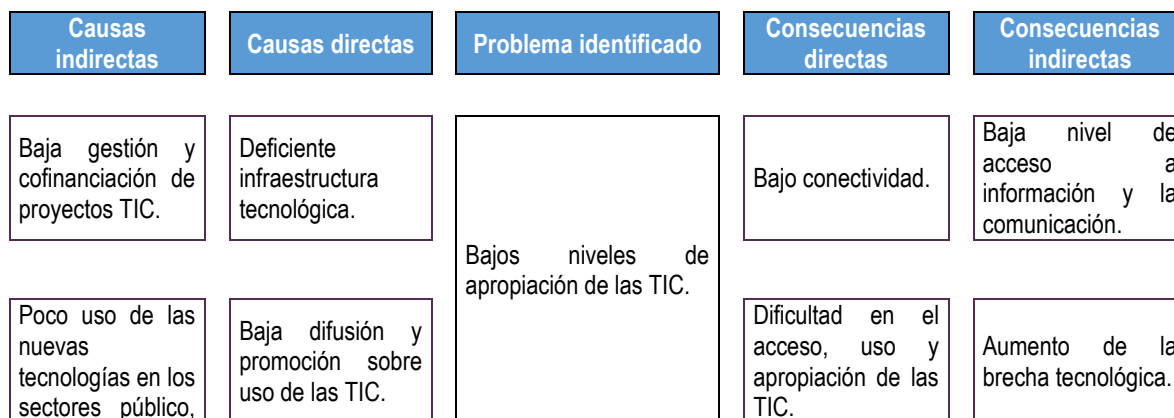 Causas
indirectas
Causas directas
Problema identificado
Consecuencias
directas
Consecuencias
indirectas
Baja gestión y
cofinanciación de
proyectos TIC.
Deficiente
infraestructura
tecnológica.
Bajos niveles de
apropiación de las TIC.
Bajo conectividad.
Baja nivel de
acceso a
información y la
comunicación.
Poco uso de las
nuevas
tecnologías en los
sectores público,
Baja difusión y
promoción sobre
uso de las TIC.
Dificultad en el
acceso, uso y
apropiación de las
TIC.
Aumento de la
brecha tecnológica.